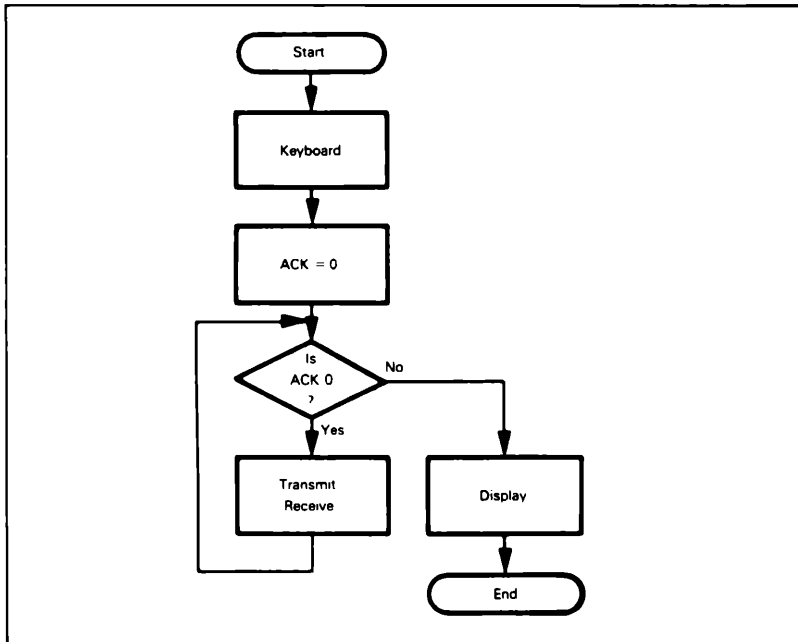 Start
Keyboard
ACK = 0
Is
ACK 0
?
No
Yes
Transmit
Receive
Display
End